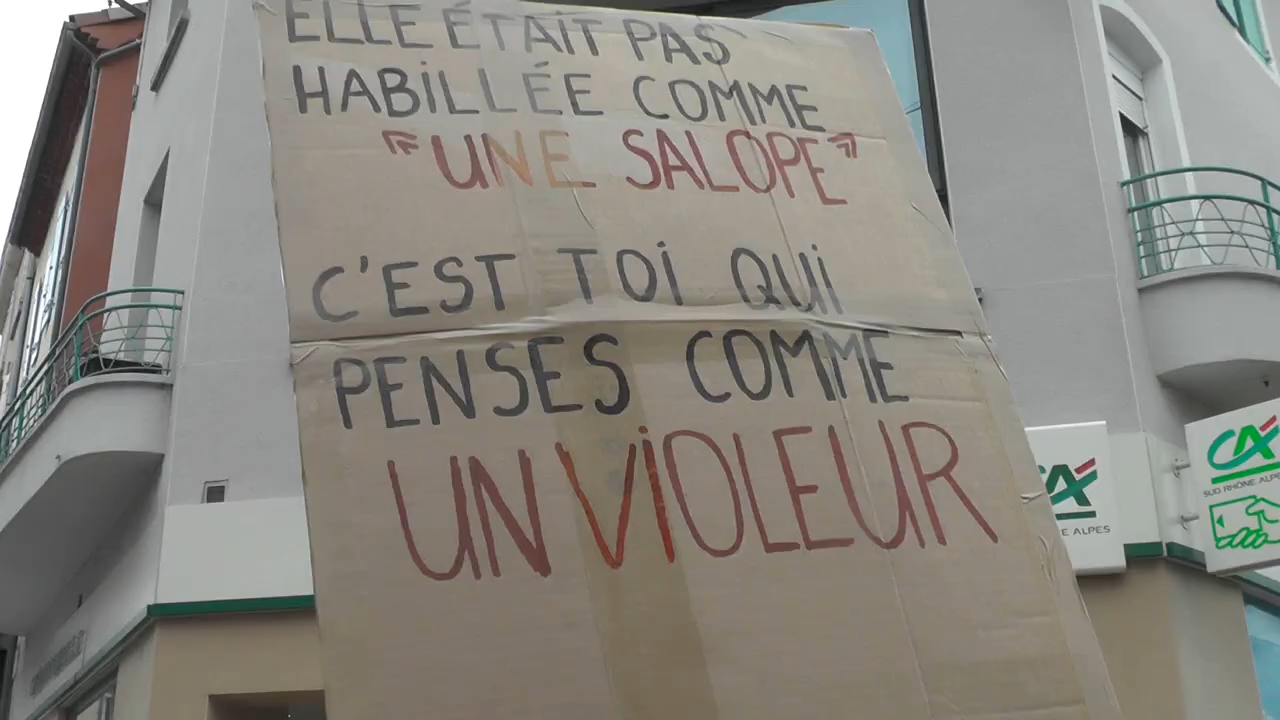 ELLE ÉTAIT PAS
HABILLÉE COMME
"UNE SALOPE"
C'EST TOI QUI
PENSES COMME
UN VIOLEUR
CA
E ALPES
CA
SUD RHÔNE ALPES